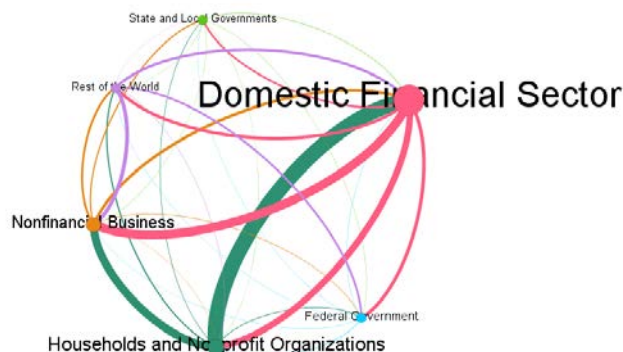 State and Local Governments
Rest of the World
Domestic Financial Sector
Nonfinancial Business
Federal Government
Households and Nonprofit Organizations